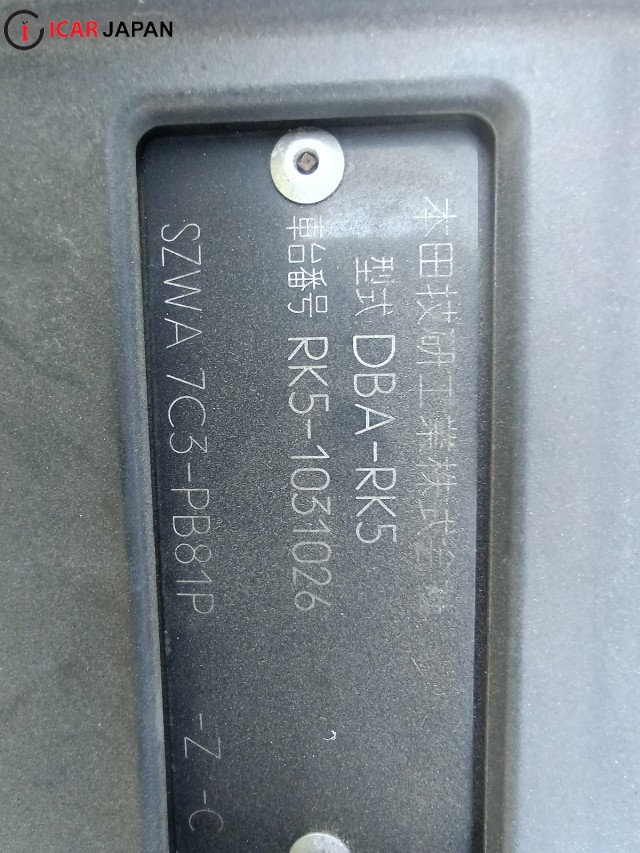 ICAR JAPAN
本田技研工業株式会社
型式 DBA-RK5
車台番号 RK5-1031026
SZWA 7C3-PB81P -Z -C